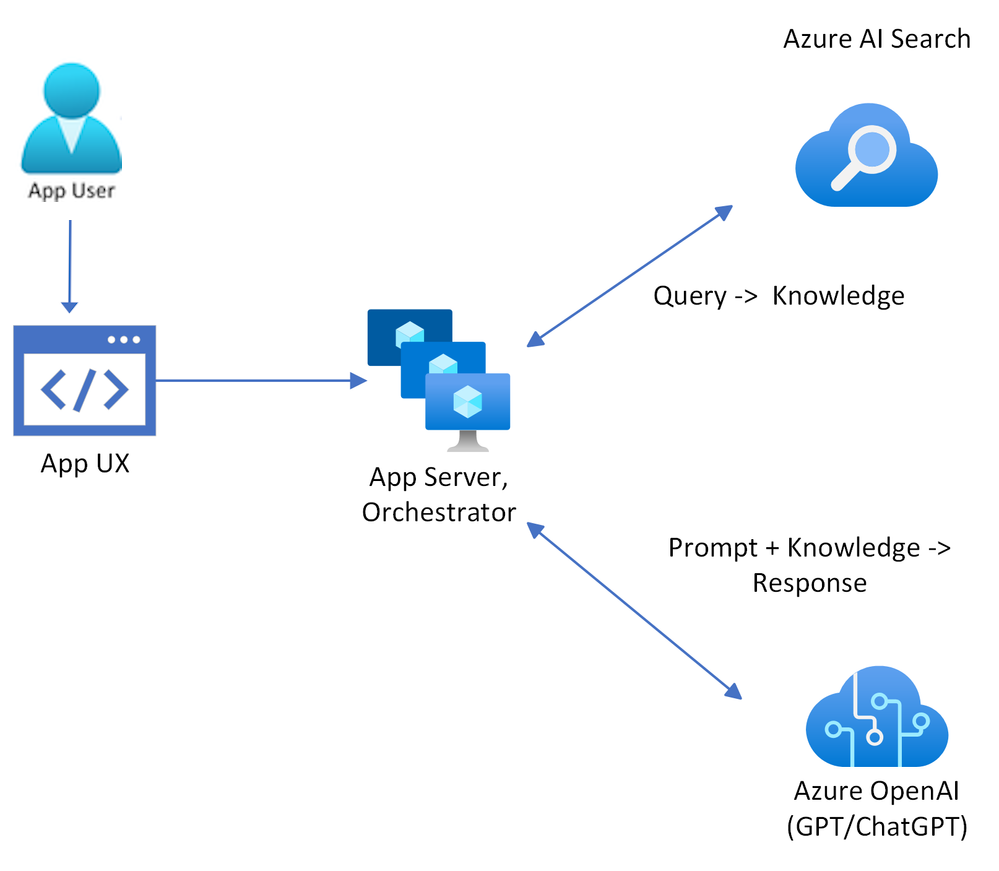 Azure AI Search
App User
Query -> Knowledge
</>
App UX
App Server,
Orchestrator
Prompt + Knowledge ->
Response
Azure OpenAI
(GPT/ChatGPT)